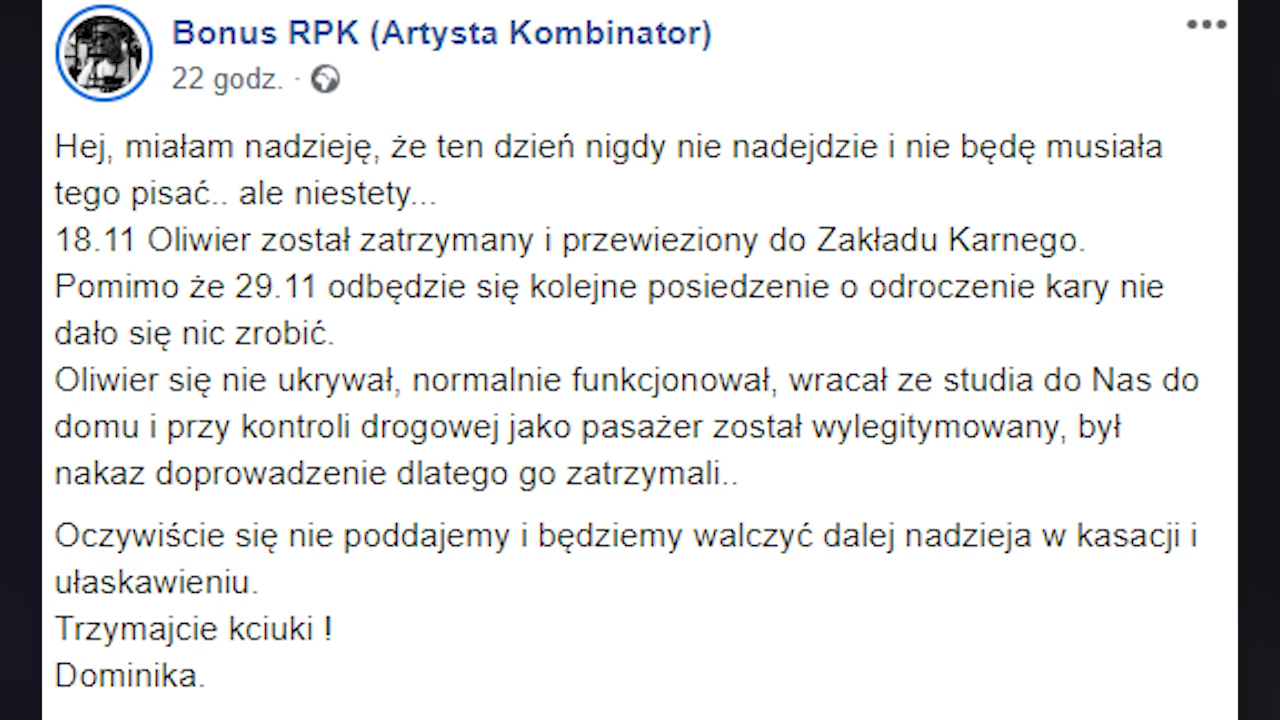 Bonus RPK (Artysta Kombinator)
22 godz. ·
Hej, miałam nadzieję, że ten dzień nigdy nie nadejdzie i nie będę musiała
tego pisać.. ale niestety...
18.11 Oliwier został zatrzymany i przewieziony do Zakładu Karnego.
Pomimo że 29.11 odbędzie się kolejne posiedzenie o odroczenie kary nie
dało się nic zrobić.
Oliwier się nie ukrywał, normalnie funkcjonował, wracał ze studia do Nas do
domu i przy kontroli drogowej jako pasażer został wylegitymowany, był
nakaz doprowadzenie dlatego go zatrzymali..
Oczywiście się nie poddajemy i będziemy walczyć dalej nadzieja w kasacji i
ułaskawieniu.
Trzymajcie kciuki !
Dominika.